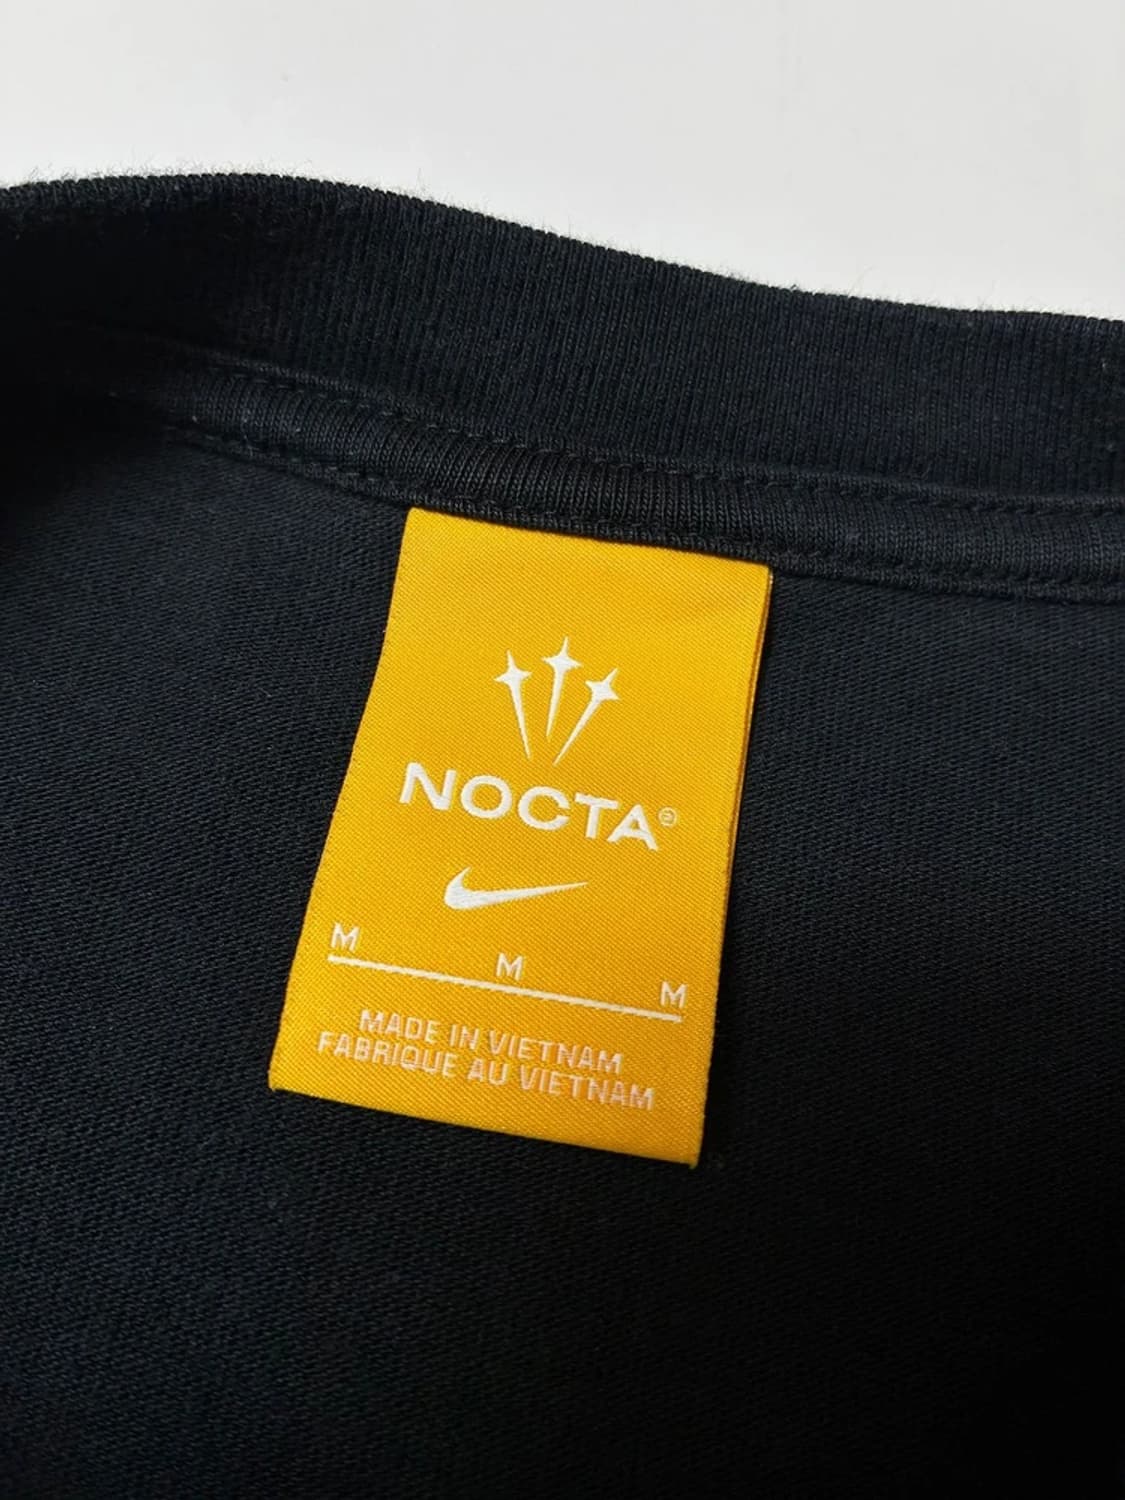 NOCTA®
M M M
MADE IN VIETNAM
FABRIQUE AU VIETNAM